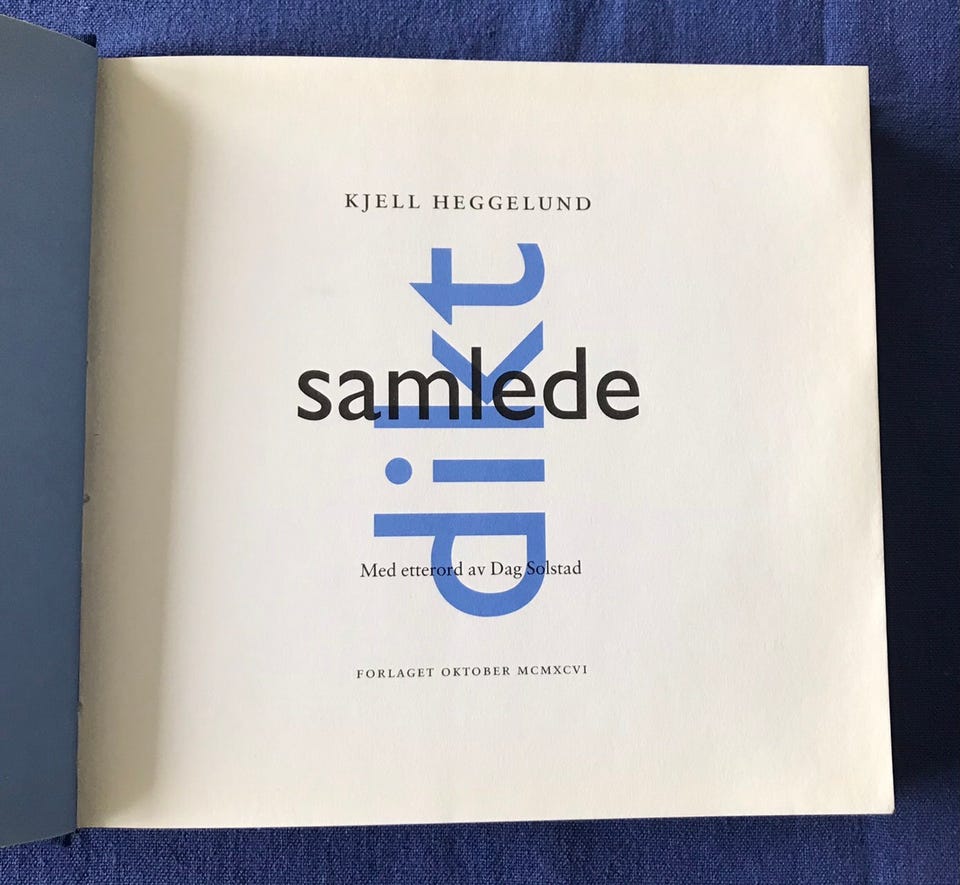 KJELL HEGGELUND
samlede
dikt
Med etterord av Dag Solstad
FORLAGET OKTOBER MCMXCVI